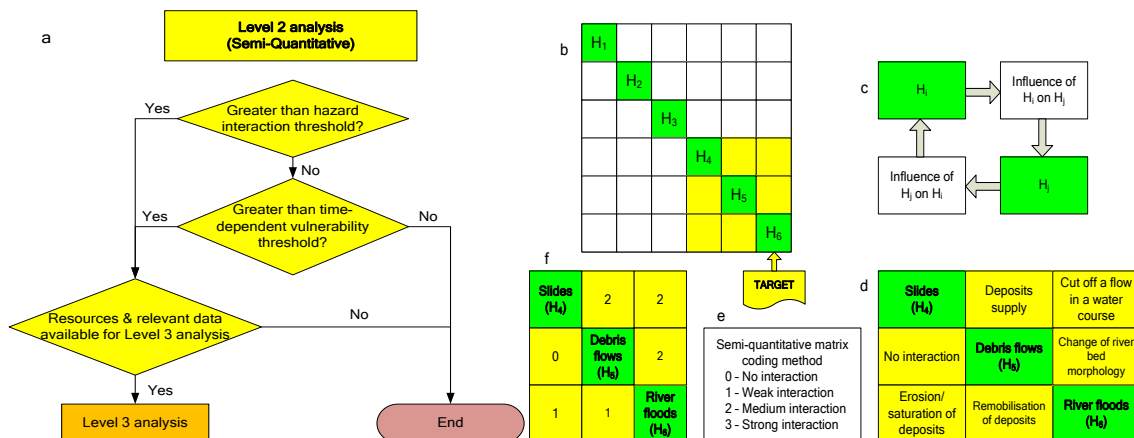 a
Level 2 analysis
(Semi-Quantitative)
Yes
Greater than hazard
interaction threshold?
No
Yes
Greater than time-
dependent vulnerability
threshold?
No
Resources & relevant data
available for Level 3 analysis
No
Yes
Level 3 analysis
End
b
H1
H2
H3
H4
H5
H6
TARGET
c
Hi
Influence of
Hi on Hj
Influence of
Hj on Hi
Hj
f
Slides
(H4)
2
2
0
Debris
flows
(H5)
2
1
1
River
floods
(H6)
e
Semi-quantitative matrix
coding method
0 - No interaction
1 - Weak interaction
2 - Medium interaction
3 - Strong interaction
d
Slides
(H4)
Deposits
supply
Cut off a flow
in a water
course
No interaction
Debris flows
(H5)
Change of river
bed
morphology
Erosion/
saturation of
deposits
Remobilisation
of deposits
River floods
(H6)